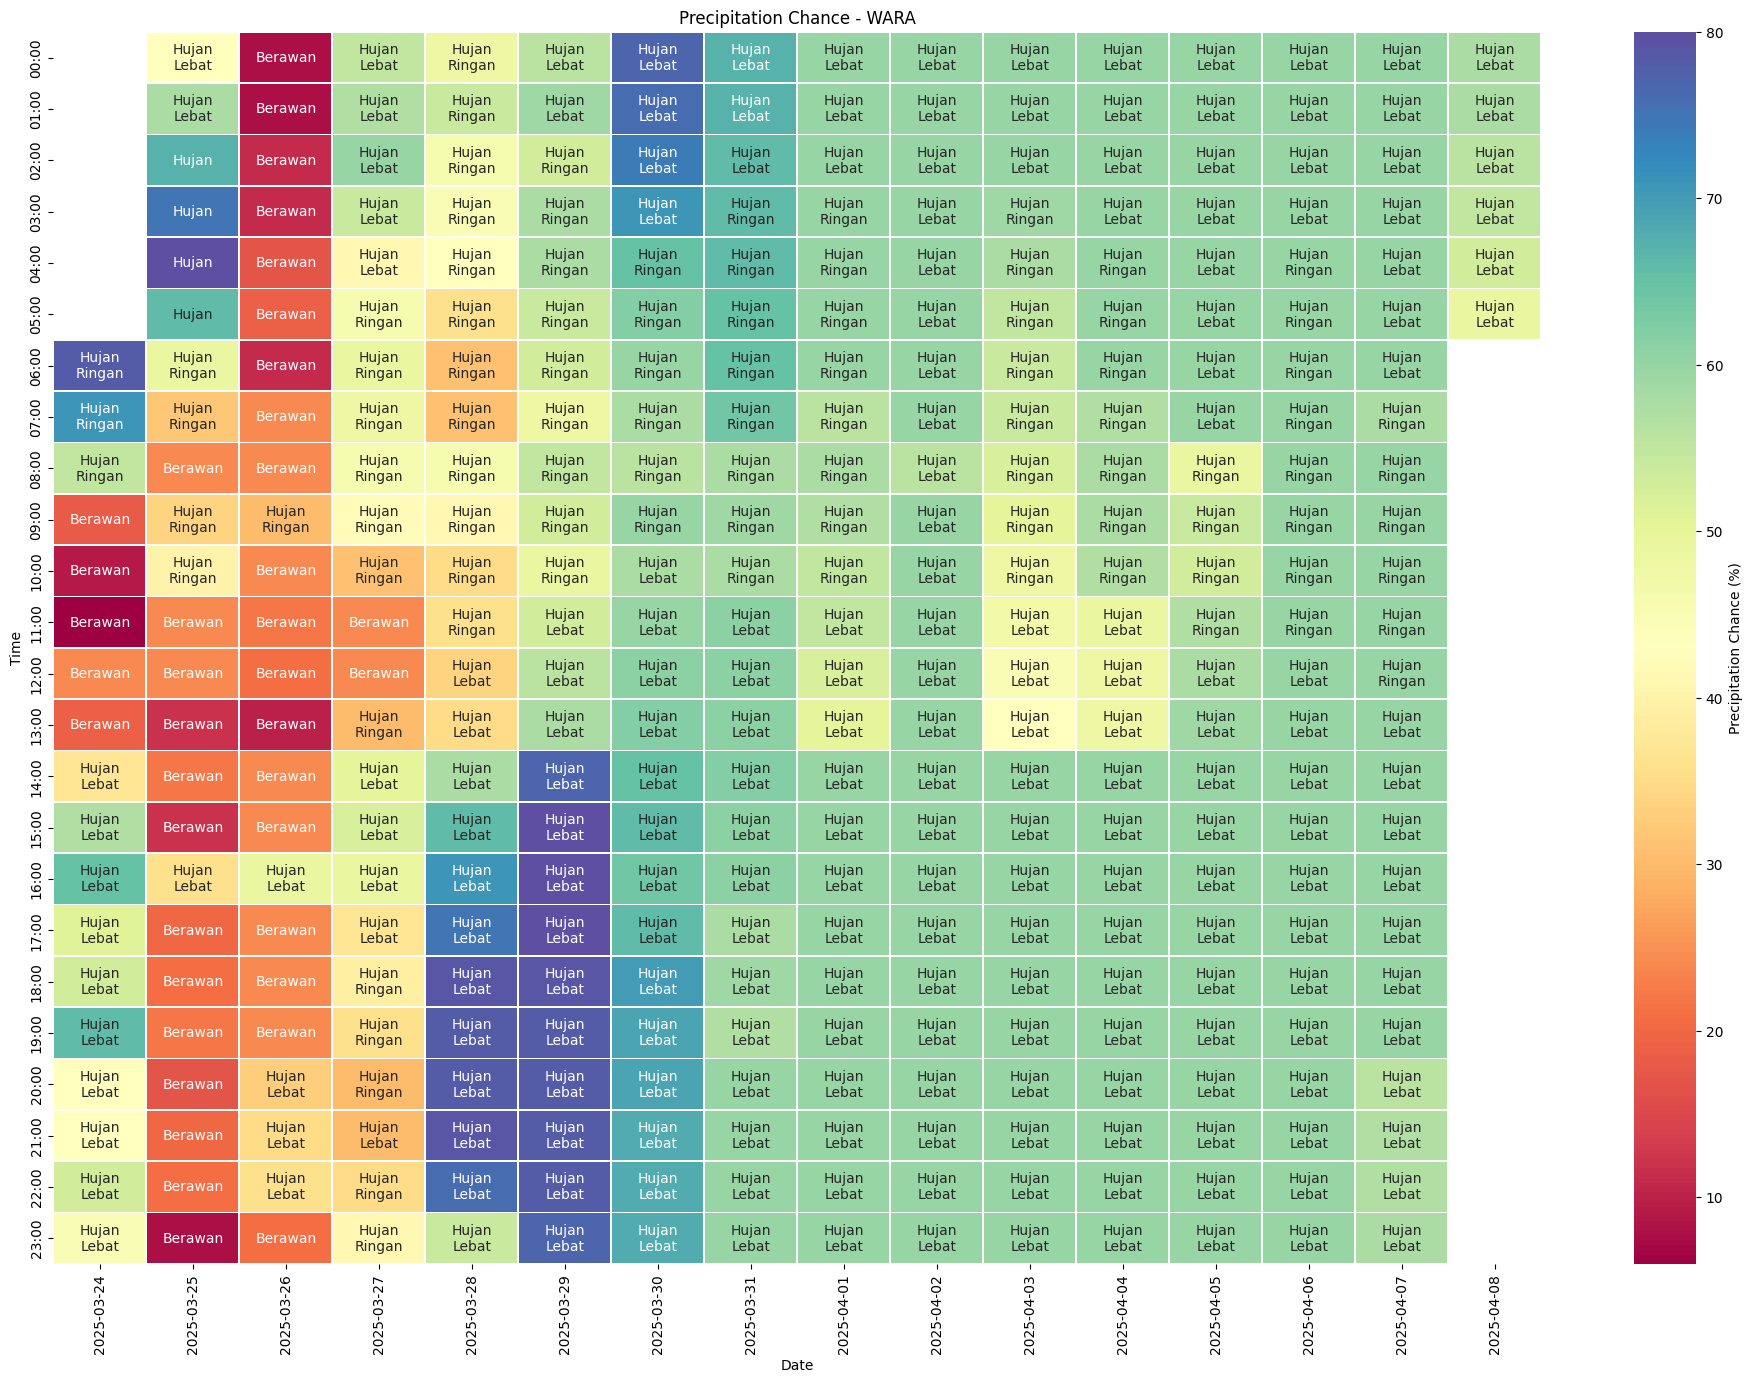 Precipitation Chance - WARA
00:00 Hujan Lebat Berawan Hujan Lebat Hujan Ringan Hujan Lebat Hujan Lebat Hujan Lebat Hujan Lebat Hujan Lebat Hujan Lebat Hujan Lebat Hujan Lebat Hujan Lebat Hujan Lebat Hujan Lebat
01:00 Hujan Lebat Berawan Hujan Lebat Hujan Ringan Hujan Lebat Hujan Lebat Hujan Lebat Hujan Lebat Hujan Lebat Hujan Lebat Hujan Lebat Hujan Lebat Hujan Lebat Hujan Lebat Hujan Lebat
02:00 Hujan Berawan Hujan Lebat Hujan Ringan Hujan Ringan Hujan Lebat Hujan Lebat Hujan Lebat Hujan Lebat Hujan Lebat Hujan Lebat Hujan Lebat Hujan Lebat Hujan Lebat Hujan Lebat
03:00 Hujan Berawan Hujan Lebat Hujan Ringan Hujan Ringan Hujan Lebat Hujan Ringan Hujan Ringan Hujan Lebat Hujan Ringan Hujan Lebat Hujan Lebat Hujan Lebat Hujan Lebat Hujan Lebat
04:00 Hujan Berawan Hujan Lebat Hujan Ringan Hujan Ringan Hujan Ringan Hujan Ringan Hujan Ringan Hujan Lebat Hujan Ringan Hujan Ringan Hujan Lebat Hujan Ringan Hujan Lebat Hujan Lebat
05:00 Hujan Berawan Hujan Ringan Hujan Ringan Hujan Ringan Hujan Ringan Hujan Ringan Hujan Ringan Hujan Lebat Hujan Ringan Hujan Ringan Hujan Lebat Hujan Ringan Hujan Lebat Hujan Lebat
06:00 Hujan Ringan Hujan Ringan Berawan Hujan Ringan Hujan Ringan Hujan Ringan Hujan Ringan Hujan Ringan Hujan Ringan Hujan Lebat Hujan Ringan Hujan Ringan Hujan Lebat Hujan Ringan Hujan Lebat
07:00 Hujan Ringan Hujan Ringan Berawan Hujan Ringan Hujan Ringan Hujan Ringan Hujan Ringan Hujan Ringan Hujan Ringan Hujan Lebat Hujan Ringan Hujan Ringan Hujan Lebat Hujan Ringan Hujan Ringan
08:00 Hujan Ringan Berawan Berawan Hujan Ringan Hujan Ringan Hujan Ringan Hujan Ringan Hujan Ringan Hujan Ringan Hujan Lebat Hujan Ringan Hujan Ringan Hujan Ringan Hujan Ringan Hujan Ringan
09:00 Berawan Hujan Ringan Hujan Ringan Hujan Ringan Hujan Ringan Hujan Ringan Hujan Ringan Hujan Ringan Hujan Ringan Hujan Lebat Hujan Ringan Hujan Ringan Hujan Ringan Hujan Ringan Hujan Ringan
10:00 Berawan Hujan Ringan Berawan Hujan Ringan Hujan Ringan Hujan Ringan Hujan Lebat Hujan Ringan Hujan Ringan Hujan Lebat Hujan Ringan Hujan Ringan Hujan Ringan Hujan Ringan Hujan Ringan
11:00 Berawan Berawan Berawan Berawan Hujan Ringan Hujan Lebat Hujan Lebat Hujan Lebat Hujan Lebat Hujan Lebat Hujan Lebat Hujan Lebat Hujan Ringan Hujan Ringan Hujan Ringan
12:00 Berawan Berawan Berawan Berawan Hujan Lebat Hujan Lebat Hujan Lebat Hujan Lebat Hujan Lebat Hujan Lebat Hujan Lebat Hujan Lebat Hujan Lebat Hujan Lebat Hujan Ringan
13:00 Berawan Berawan Berawan Hujan Ringan Hujan Lebat Hujan Lebat Hujan Lebat Hujan Lebat Hujan Lebat Hujan Lebat Hujan Lebat Hujan Lebat Hujan Lebat Hujan Lebat Hujan Lebat
14:00 Hujan Lebat Berawan Berawan Hujan Lebat Hujan Lebat Hujan Lebat Hujan Lebat Hujan Lebat Hujan Lebat Hujan Lebat Hujan Lebat Hujan Lebat Hujan Lebat Hujan Lebat Hujan Lebat
15:00 Hujan Lebat Berawan Berawan Hujan Lebat Hujan Lebat Hujan Lebat Hujan Lebat Hujan Lebat Hujan Lebat Hujan Lebat Hujan Lebat Hujan Lebat Hujan Lebat Hujan Lebat Hujan Lebat
16:00 Hujan Lebat Hujan Lebat Hujan Lebat Hujan Lebat Hujan Lebat Hujan Lebat Hujan Lebat Hujan Lebat Hujan Lebat Hujan Lebat Hujan Lebat Hujan Lebat Hujan Lebat Hujan Lebat Hujan Lebat
17:00 Hujan Lebat Berawan Berawan Hujan Lebat Hujan Lebat Hujan Lebat Hujan Lebat Hujan Lebat Hujan Lebat Hujan Lebat Hujan Lebat Hujan Lebat Hujan Lebat Hujan Lebat Hujan Lebat
18:00 Hujan Lebat Berawan Berawan Hujan Ringan Hujan Lebat Hujan Lebat Hujan Lebat Hujan Lebat Hujan Lebat Hujan Lebat Hujan Lebat Hujan Lebat Hujan Lebat Hujan Lebat Hujan Lebat
19:00 Hujan Lebat Berawan Berawan Hujan Ringan Hujan Lebat Hujan Lebat Hujan Lebat Hujan Lebat Hujan Lebat Hujan Lebat Hujan Lebat Hujan Lebat Hujan Lebat Hujan Lebat Hujan Lebat
20:00 Hujan Lebat Berawan Hujan Lebat Hujan Ringan Hujan Lebat Hujan Lebat Hujan Lebat Hujan Lebat Hujan Lebat Hujan Lebat Hujan Lebat Hujan Lebat Hujan Lebat Hujan Lebat Hujan Lebat
21:00 Hujan Lebat Berawan Hujan Lebat Hujan Lebat Hujan Lebat Hujan Lebat Hujan Lebat Hujan Lebat Hujan Lebat Hujan Lebat Hujan Lebat Hujan Lebat Hujan Lebat Hujan Lebat Hujan Lebat
22:00 Hujan Lebat Berawan Hujan Lebat Hujan Ringan Hujan Lebat Hujan Lebat Hujan Lebat Hujan Lebat Hujan Lebat Hujan Lebat Hujan Lebat Hujan Lebat Hujan Lebat Hujan Lebat Hujan Lebat
23:00 Hujan Lebat Berawan Berawan Hujan Ringan Hujan Lebat Hujan Lebat Hujan Lebat Hujan Lebat Hujan Lebat Hujan Lebat Hujan Lebat Hujan Lebat Hujan Lebat Hujan Lebat Hujan Lebat
Time
2025-03-24 2025-03-25 2025-03-26 2025-03-27 2025-03-28 2025-03-29 2025-03-30 2025-03-31 2025-04-01 2025-04-02 2025-04-03 2025-04-04 2025-04-05 2025-04-06 2025-04-07 2025-04-08
Date
80
70
60
50
40
30
20
10
Precipitation Chance (%)